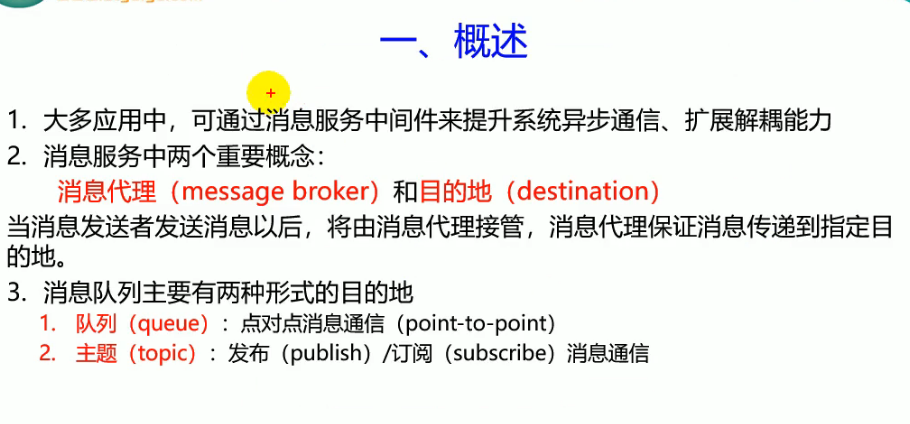 一、概述
1. 大多应用中，可通过消息服务中间件来提升系统异步通信、扩展解耦能力
2. 消息服务中两个重要概念：
消息代理（message broker）和目的地（destination）
当消息发送者发送消息以后，将由消息代理接管，消息代理保证消息传递到指定目
的地。
3. 消息队列主要有两种形式的目的地
1. 队列（queue）：点对点消息通信（point-to-point）
2. 主题（topic）：发布（publish）/订阅（subscribe）消息通信